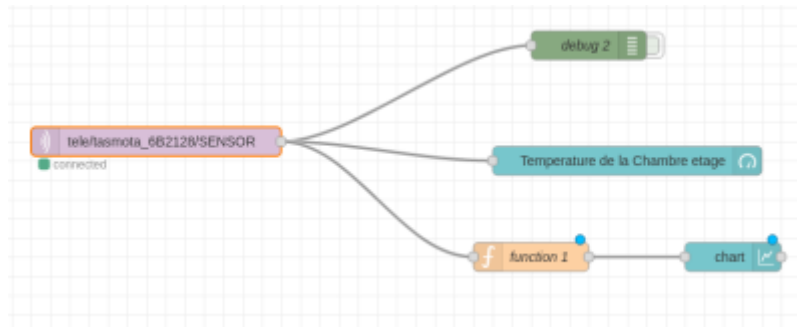 debug 2
tele/tasmota_6B2128/SENSOR
connected
Temperature de la Chambre etage
function 1
chart